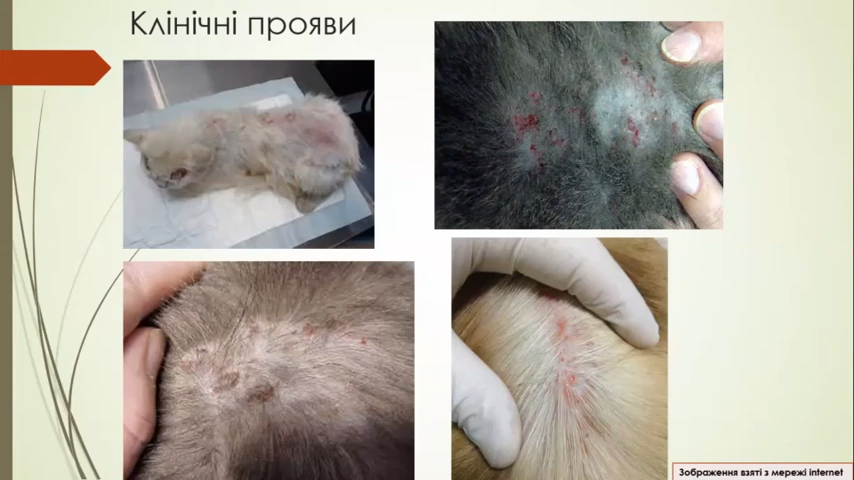 Клінічні прояви
Зображення взяті з мережі internet